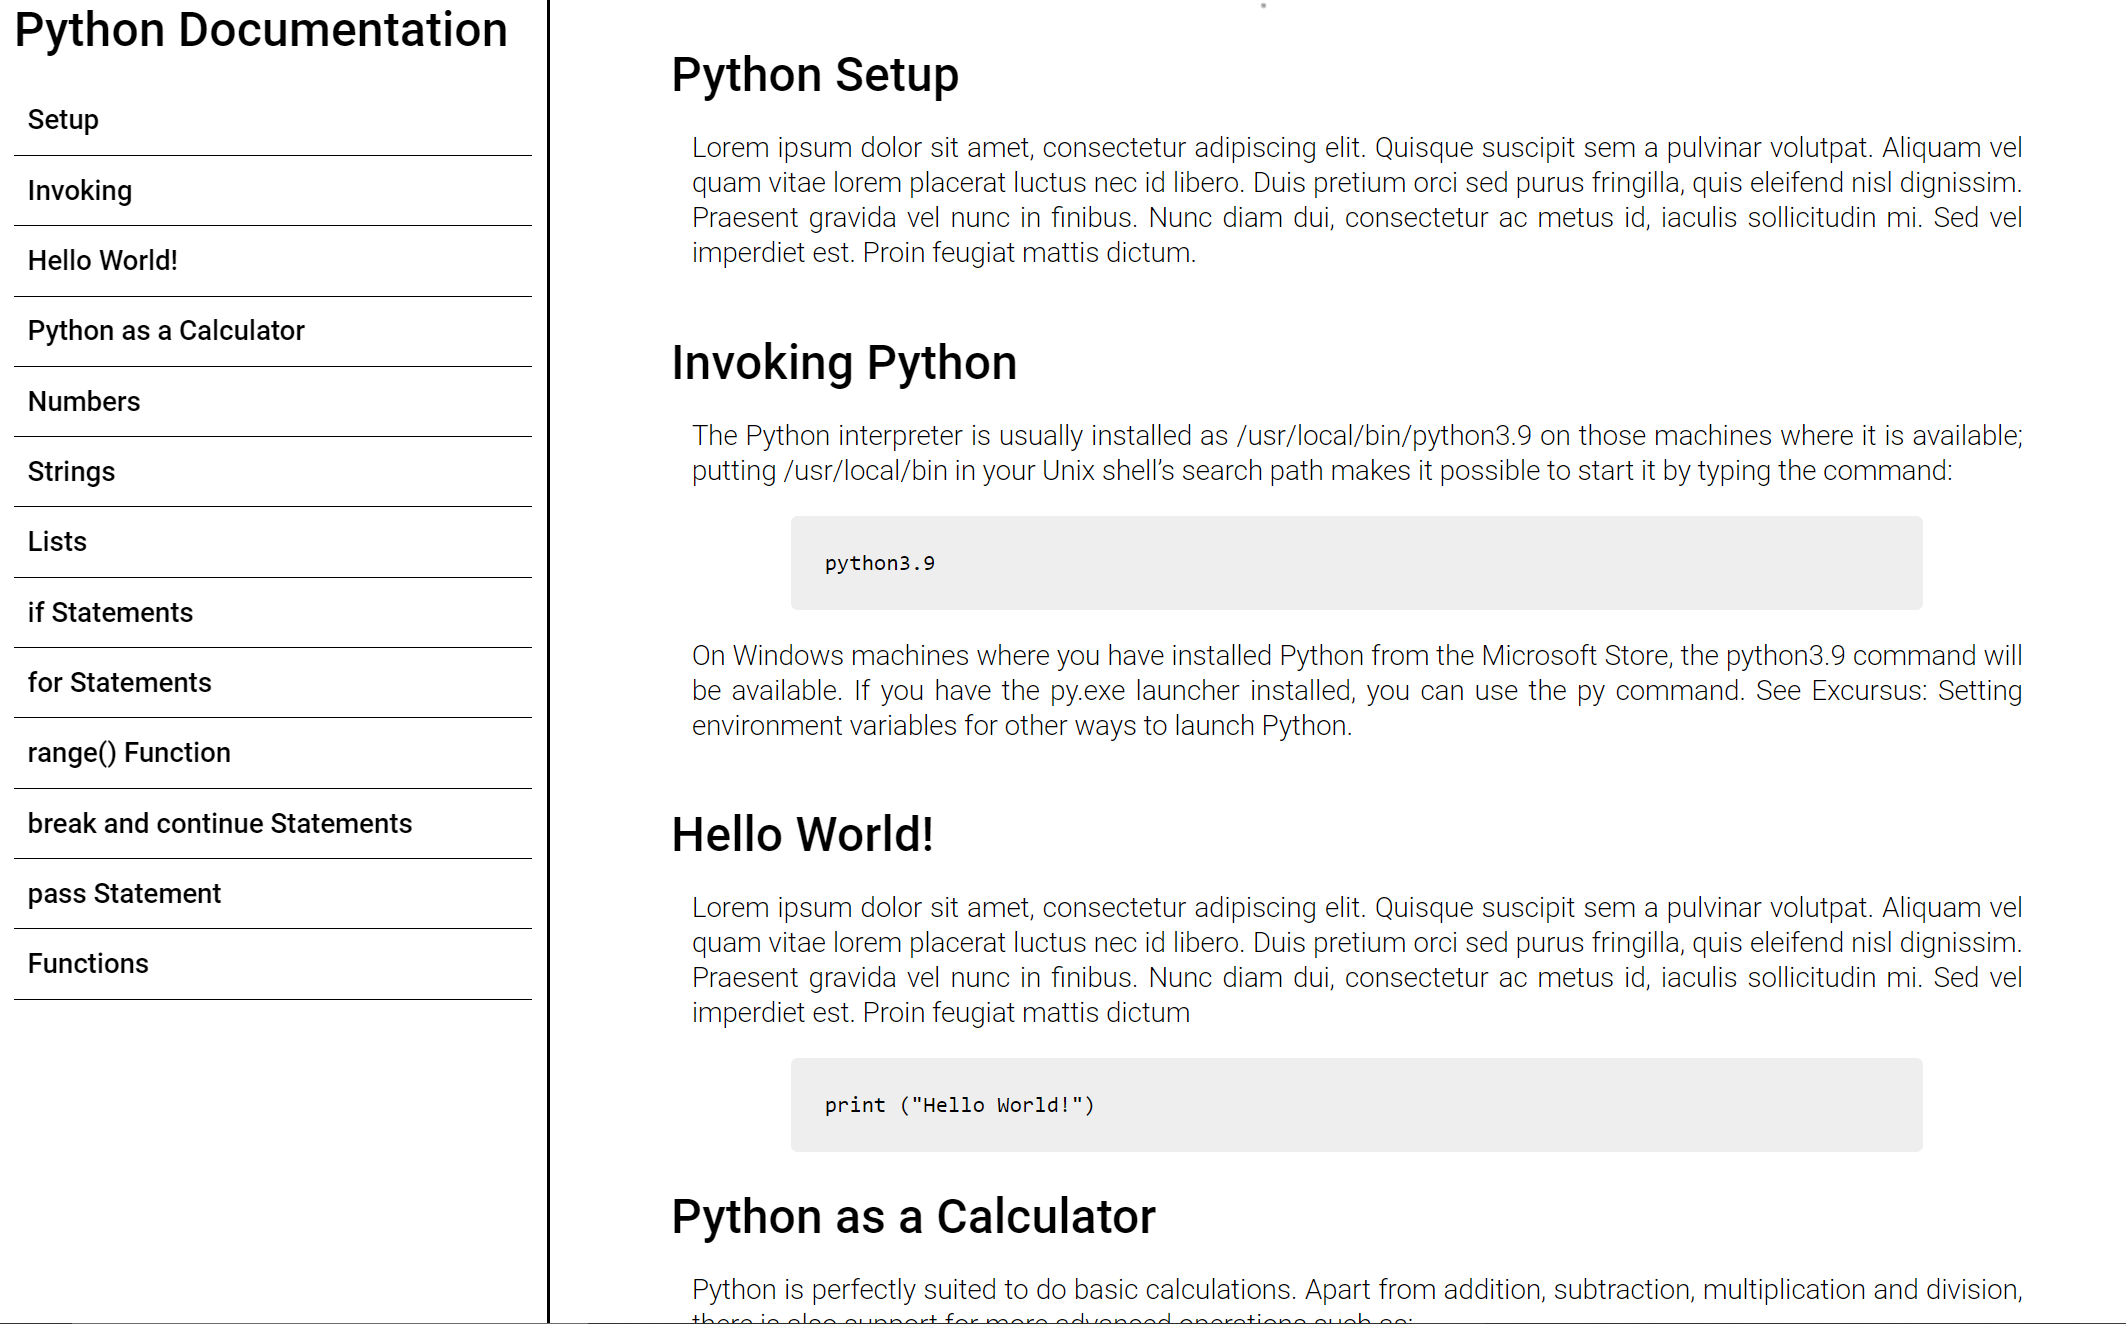 Python Documentation
Setup
Invoking
Hello World!
Python as a Calculator
Numbers
Strings
Lists
if Statements
for Statements
range() Function
break and continue Statements
pass Statement
Functions
Python Setup
Lorem ipsum dolor sit amet, consectetur adipiscing elit. Quisque suscipit sem a pulvinar volutpat. Aliquam vel
quam vitae lorem placerat luctus nec id libero. Duis pretium orci sed purus fringilla, quis eleifend nisl dignissim.
Praesent gravida vel nunc in finibus. Nunc diam dui, consectetur ac metus id, iaculis sollicitudin mi. Sed vel
imperdiet est. Proin feugiat mattis dictum.
Invoking Python
The Python interpreter is usually installed as /usr/local/bin/python3.9 on those machines where it is available;
putting /usr/local/bin in your Unix shell’s search path makes it possible to start it by typing the command:
python3.9
On Windows machines where you have installed Python from the Microsoft Store, the python3.9 command will
be available. If you have the py.exe launcher installed, you can use the py command. See Excursus: Setting
environment variables for other ways to launch Python.
Hello World!
Lorem ipsum dolor sit amet, consectetur adipiscing elit. Quisque suscipit sem a pulvinar volutpat. Aliquam vel
quam vitae lorem placerat luctus nec id libero. Duis pretium orci sed purus fringilla, quis eleifend nisl dignissim.
Praesent gravida vel nunc in finibus. Nunc diam dui, consectetur ac metus id, iaculis sollicitudin mi. Sed vel
imperdiet est. Proin feugiat mattis dictum
print ("Hello World!")
Python as a Calculator
Python is perfectly suited to do basic calculations. Apart from addition, subtraction, multiplication and division,
there is also support for more advanced operations such as: